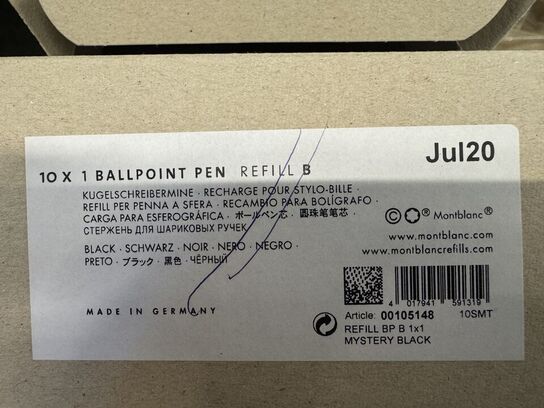 Jul20
10 X 1 BALLPOINT PEN REFILL B
KUGELSCHREIBERMINE · RECHARGE POUR STYLO-BILLE ·
REFILL PER PENNA A SFERA · RECAMBIO PARA BOLÍGRAFO ·
CARGA PARA ESFEROGRÁFICA · ボールペン芯 · 圆珠笔笔芯 ·
СТЕРЖЕНЬ ДЛЯ ШАРИКОВЫХ РУЧЕК
BLACK · SCHWARZ · NOIR · NERO · NEGRO ·
PRETO · ブラック · 黑色 · ЧЁРНЫЙ
MADE IN GERMANY
© Montblanc®
www.montblanc.com
www.montblancrefills.com
4 017941 591319
Article: 00105148 10SMT
REFILL BP B 1x1
MYSTERY BLACK